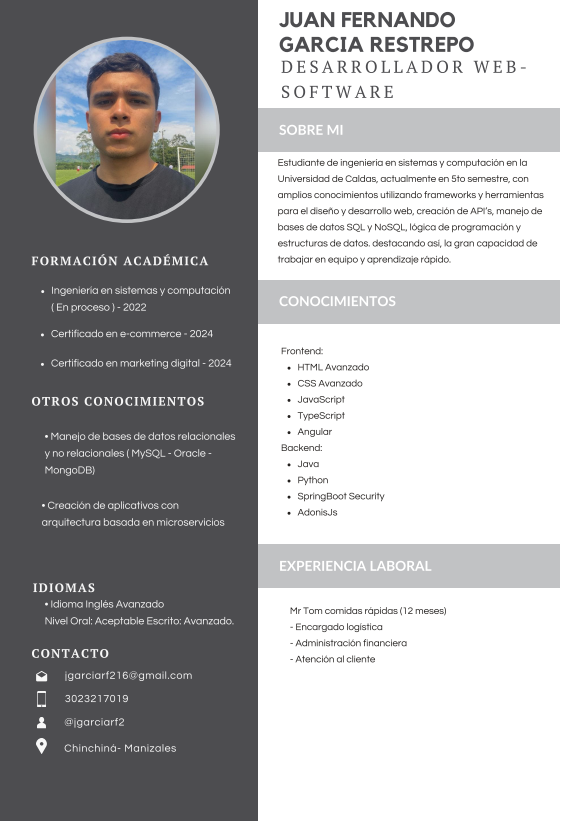 JUAN FERNANDO
GARCIA RESTREPO
DESARROLLADOR WEB-
SOFTWARE
SOBRE MI
Estudiante de ingeniería en sistemas y computación en la
Universidad de Caldas, actualmente en 5to semestre, con
amplios conocimientos utilizando frameworks y herramientas
para el diseño y desarrollo web, creación de API's, manejo de
bases de datos SQL y NoSQL, lógica de programación y
estructuras de datos. destacando así, la gran capacidad de
trabajar en equipo y aprendizaje rápido.
CONOCIMIENTOS
Frontend:
• HTML Avanzado
• CSS Avanzado
• JavaScript
• TypeScript
• Angular
Backend:
• Java
• Python
• SpringBoot Security
• AdonisJs
EXPERIENCIA LABORAL
Mr Tom comidas rápidas (12 meses)
- Encargado logística
- Administración financiera
- Atención al cliente
FORMACIÓN ACADÉMICA
• Ingeniería en sistemas y computación
( En proceso ) - 2022
• Certificado en e-commerce - 2024
• Certificado en marketing digital - 2024
OTROS CONOCIMIENTOS
• Manejo de bases de datos relacionales
y no relacionales ( MySQL - Oracle -
MongoDB)
• Creación de aplicativos con
arquitectura basada en microservicios
IDIOMAS
• Idioma Inglés Avanzado
Nivel Oral: Aceptable Escrito: Avanzado.
CONTACTO
jgarciarf216@gmail.com
3023217019
@jgarciarf2
Chinchiná- Manizales